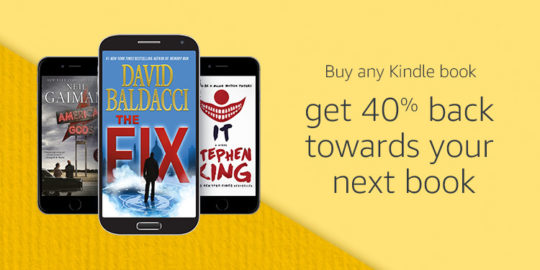 NEIL
GAIMAN
AMERICAN
GODS
#1 NEW YORK TIMES BESTSELLING AUTHOR OF MEMORY MAN
DAVID
BALDACCI
THE
FIX
IT
STEPHEN
KING
Buy any Kindle book
get 40% back
towards your
next book